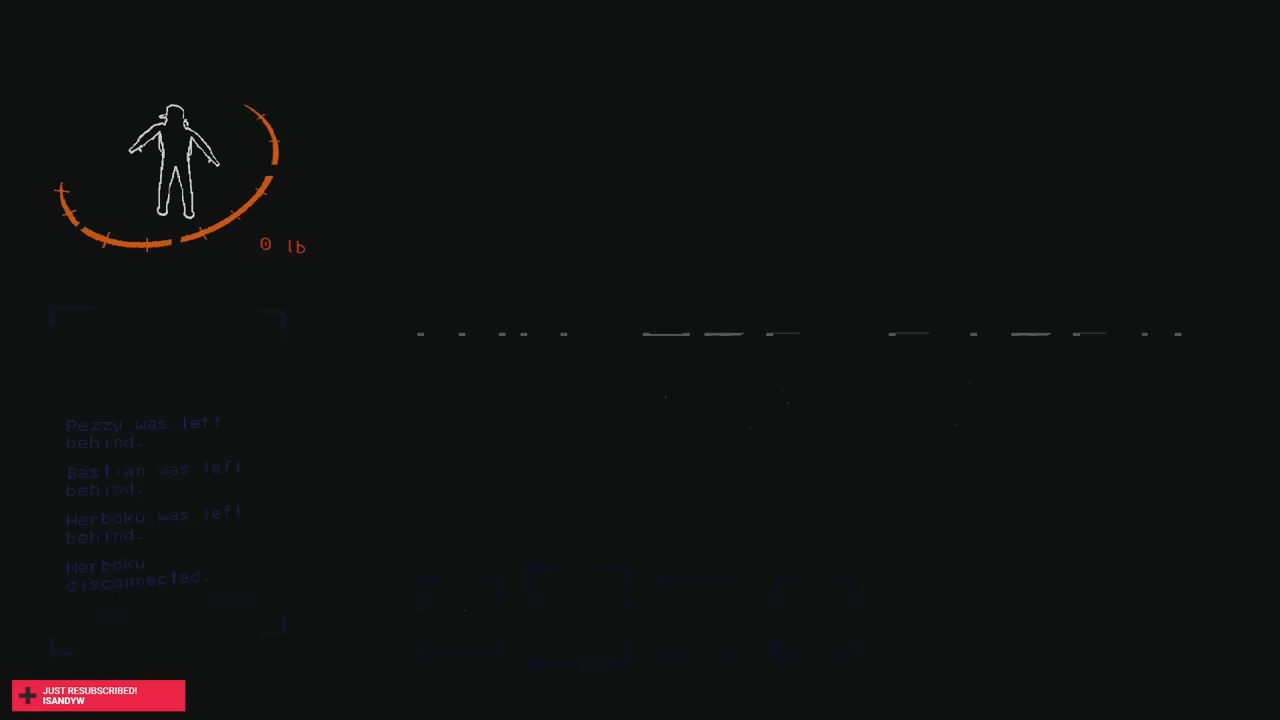 0 lb
Pezzy was left
behind.
Bastian was left
behind.
Herboku was left
behind.
Herboku
disconnected.
JUST RESUBSCRIBED!
ISANDYW